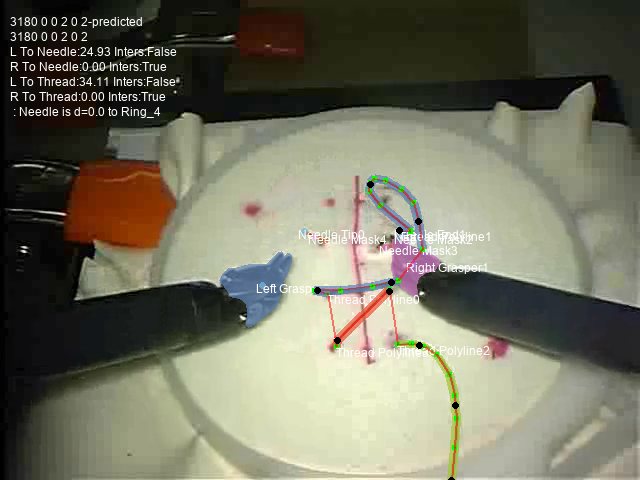 3180 0 0 2 0 2-predicted
3180 0 0 2 0 2
L To Needle:24.93 Inters:False
R To Needle:0.00 Inters:True
L To Thread:34.11 Inters:False
R To Thread:0.00 Inters:True
: Needle is d=0.0 to Ring_4
Needle Tip0
Needle Mask4
Needle Mask2
Needle Mask3
Right Grasper1
Left Grasp
Thread Polyline0
Thread Polyline2